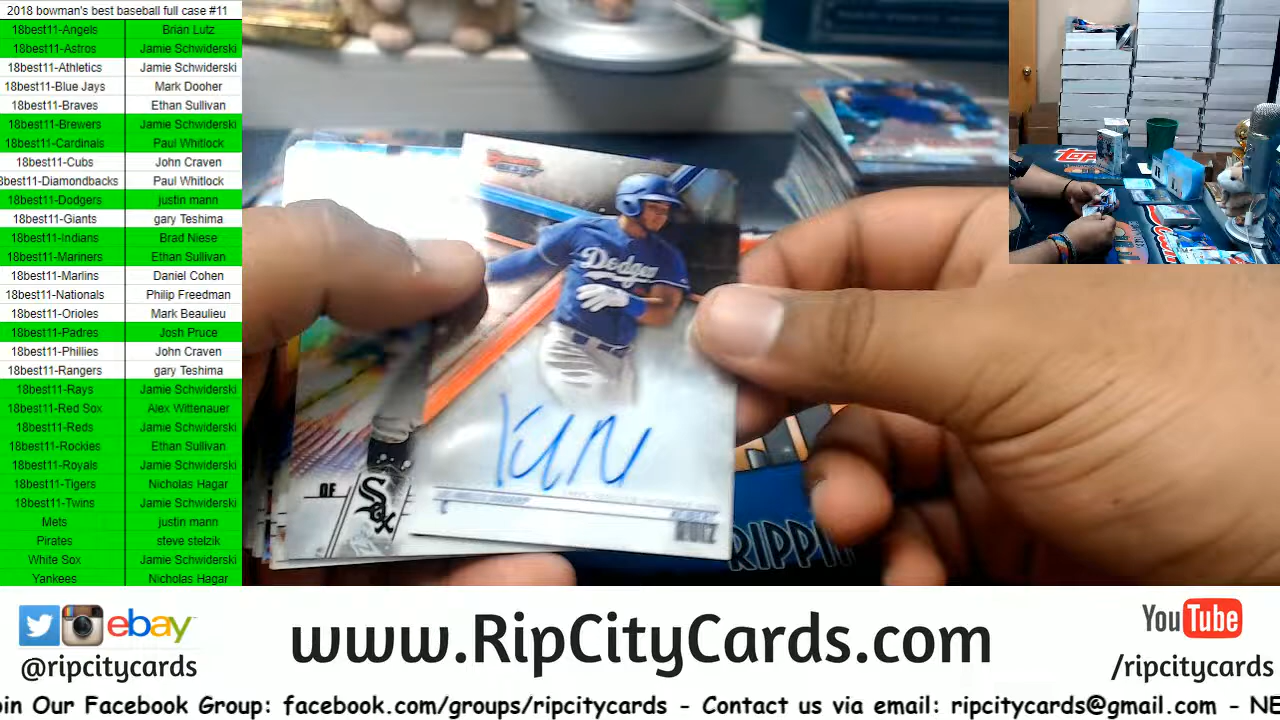 2018 bowman's best baseball full case #11
18best11-Angels Brian Lutz
18best11-Astros Jamie Schwiderski
18best11-Athletics Jamie Schwiderski
18best11-Blue Jays Mark Dooher
18best11-Braves Ethan Sullivan
18best11-Brewers Jamie Schwiderski
18best11-Cardinals Paul Whitlock
18best11-Cubs John Craven
8best11-Diamondbacks Paul Whitlock
18best11-Dodgers justin mann
18best11-Giants gary Teshima
18best11-Indians Brad Niese
18best11-Mariners Ethan Sullivan
18best11-Marlins Daniel Cohen
18best11-Nationals Philip Freedman
18best11-Orioles Mark Beaulieu
18best11-Padres Josh Pruce
18best11-Phillies John Craven
18best11-Rangers gary Teshima
18best11-Rays Jamie Schwiderski
18best11-Red Sox Alex Wittenauer
18best11-Reds Jamie Schwiderski
18best11-Rockies Ethan Sullivan
18best11-Royals Jamie Schwiderski
18best11-Tigers Nicholas Hagar
18best11-Twins Jamie Schwiderski
Mets justin mann
Pirates steve stelzik
White Sox Jamie Schwiderski
Yankees Nicholas Hagar
Dodgers
OF
Sox
RUIZ
RIPPIN
topps
ebay
@ripcitycards
www.RipCityCards.com
YouTube
/ripcitycards
oin Our Facebook Group: facebook.com/groups/ripcitycards - Contact us via email: ripcitycards@gmail.com - NE